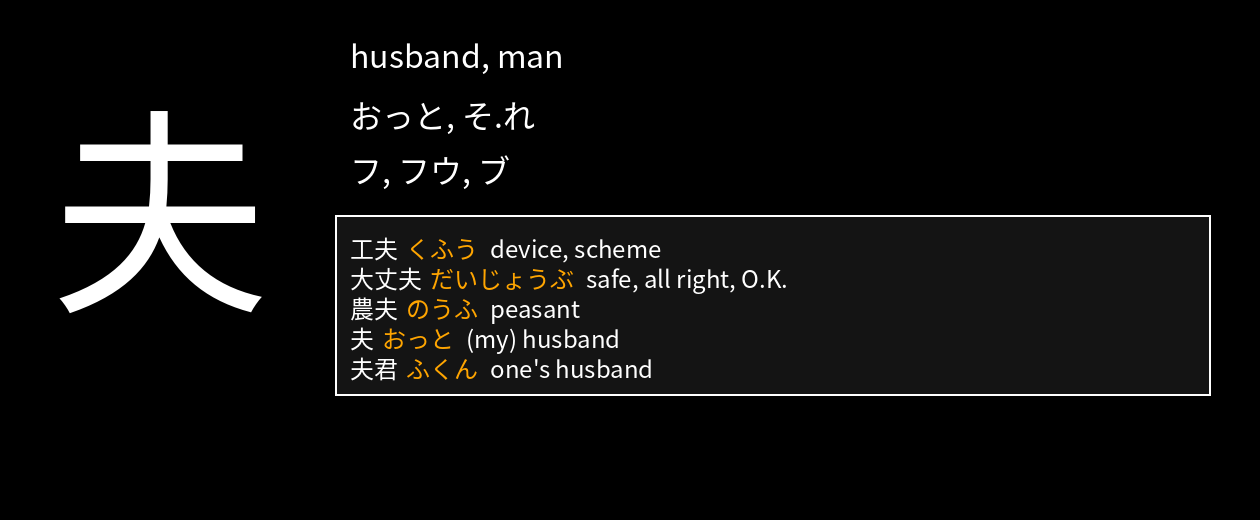 夫
husband, man
おっと, そ.れ
フ, フウ, ブ
工夫 くふう device, scheme
大丈夫 だいじょうぶ safe, all right, O.K.
農夫 のうふ peasant
夫 おっと (my) husband
夫君 ふくん one's husband